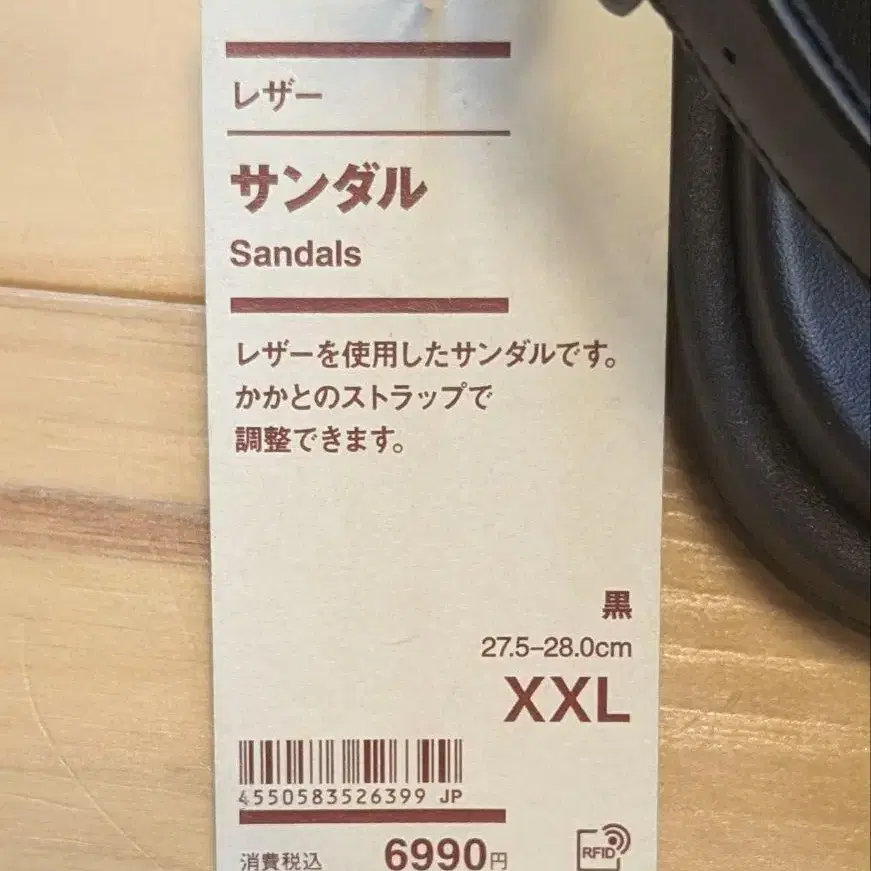 レザー
サンダル
Sandals
レザーを使用したサンダルです。
かかとのストラップで
調整できます。
黒
27.5–28.0cm
XXL
4550583526399 JP
消費税込 6990円
RFID